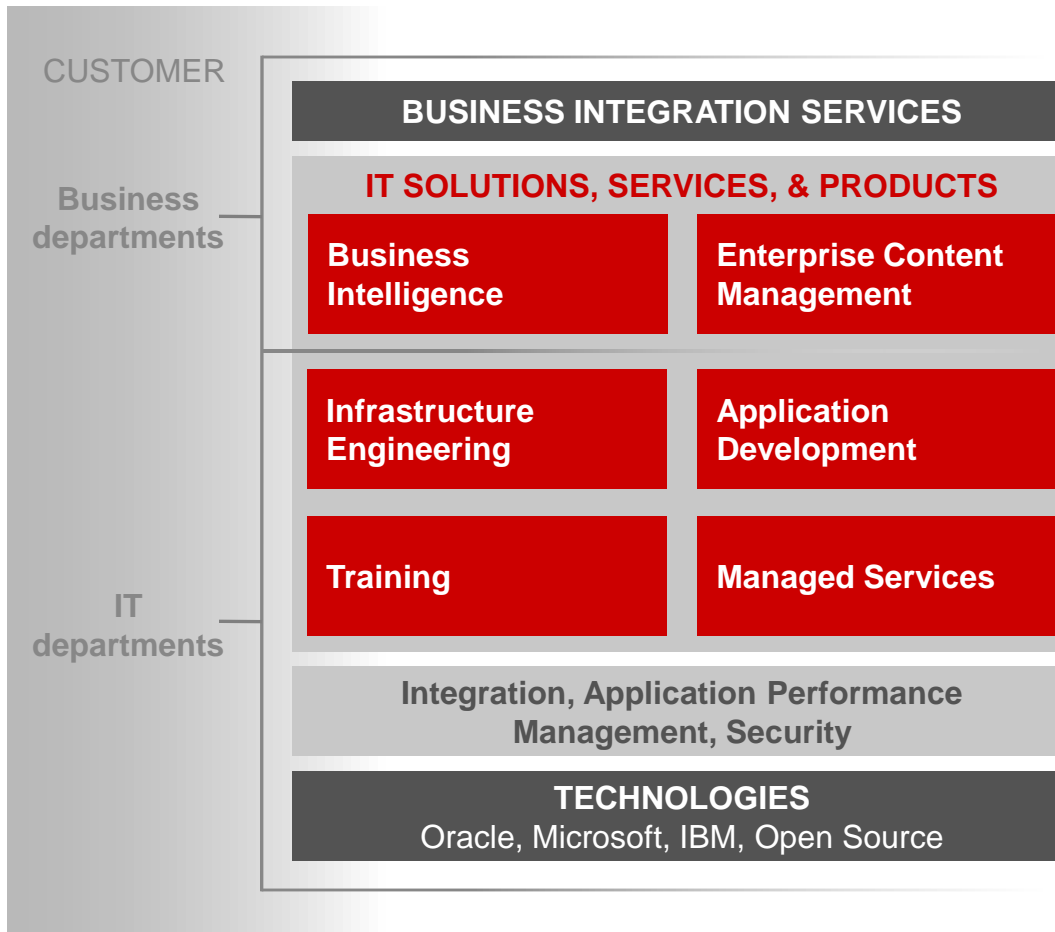 CUSTOMER
BUSINESS INTEGRATION SERVICES
Business
departments
IT SOLUTIONS, SERVICES, & PRODUCTS
Business
Intelligence
Enterprise Content
Management
Infrastructure
Engineering
Application
Development
Training
Managed Services
IT
departments
Integration, Application Performance
Management, Security
TECHNOLOGIES
Oracle, Microsoft, IBM, Open Source